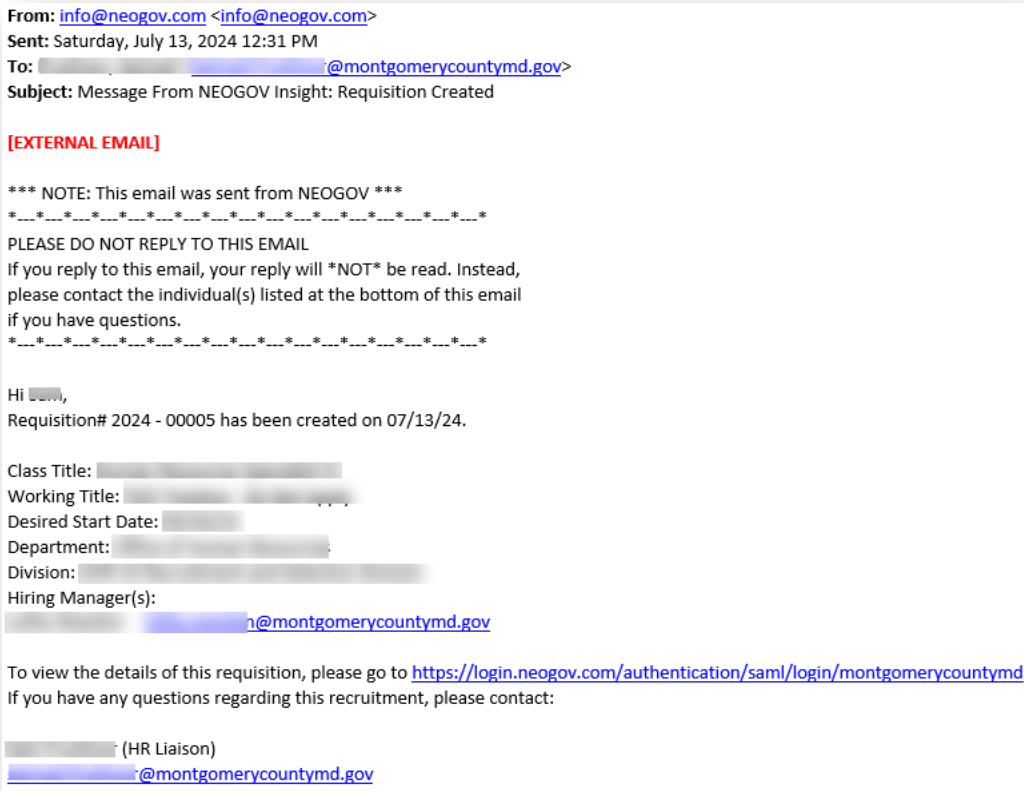 From: info@neogov.com <info@neogov.com>
Sent: Saturday, July 13, 2024 12:31 PM
To: @montgomerycountymd.gov>
Subject: Message From NEOGOV Insight: Requisition Created
[EXTERNAL EMAIL]
*** NOTE: This email was sent from NEOGOV ***
*---*---*---*---*---*---*---*---*---*---*---*---*---*---*---*---*---*
PLEASE DO NOT REPLY TO THIS EMAIL
If you reply to this email, your reply will *NOT* be read. Instead,
please contact the individual(s) listed at the bottom of this email
if you have questions.
*---*---*---*---*---*---*---*---*---*---*---*---*---*---*---*---*---*
Hi ,
Requisition# 2024 - 00005 has been created on 07/13/24.
Class Title:
Working Title:
Desired Start Date:
Department:
Division:
Hiring Manager(s):
@montgomerycountymd.gov
To view the details of this requisition, please go to https://login.neogov.com/authentication/saml/login/montgomerycountymd
If you have any questions regarding this recruitment, please contact:
(HR Liaison)
@montgomerycountymd.gov